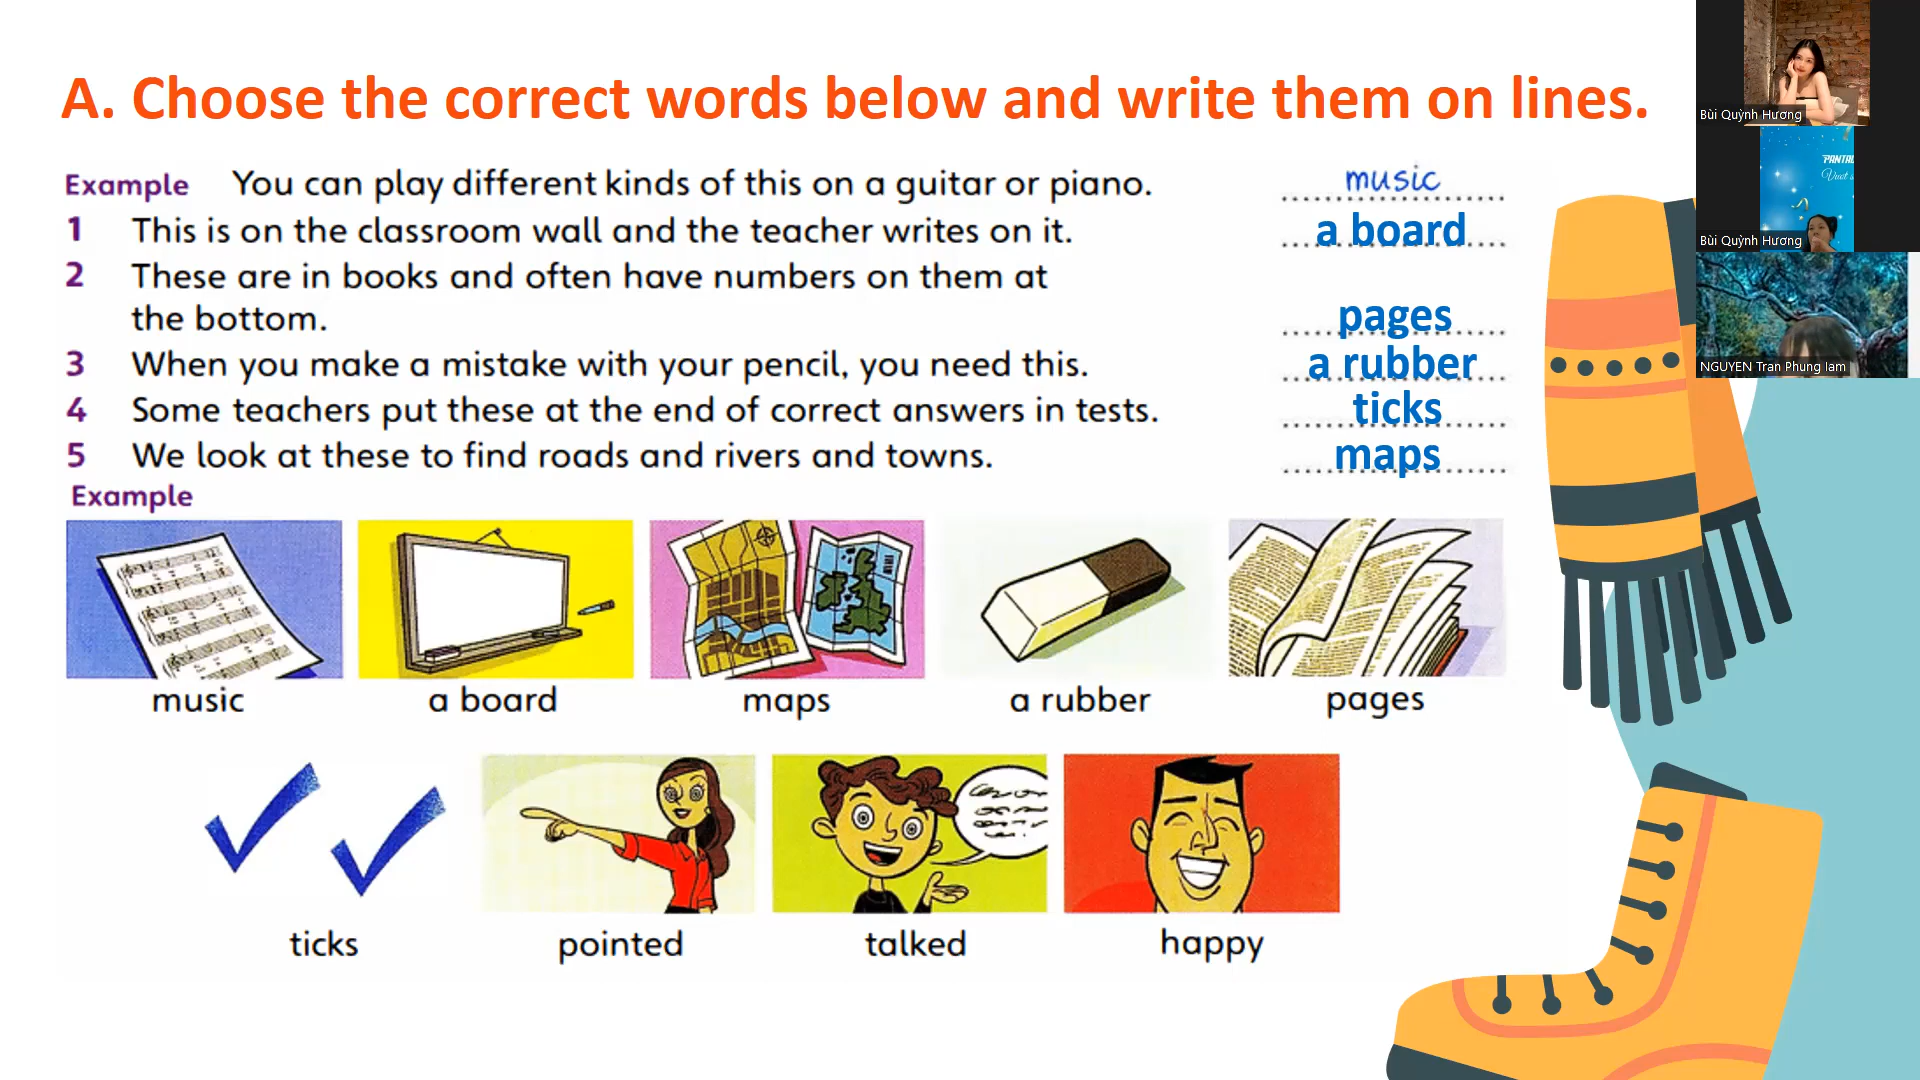 A. Choose the correct words below and write them on lines.
Example You can play different kinds of this on a guitar or piano. music
1 This is on the classroom wall and the teacher writes on it. a board
2 These are in books and often have numbers on them at
the bottom. pages
3 When you make a mistake with your pencil, you need this. a rubber
4 Some teachers put these at the end of correct answers in tests. ticks
5 We look at these to find roads and rivers and towns. maps
Example
music a board maps a rubber pages
ticks pointed talked happy
Bùi Quỳnh Hương
Bùi Quỳnh Hương
NGUYEN Tran Phung lam